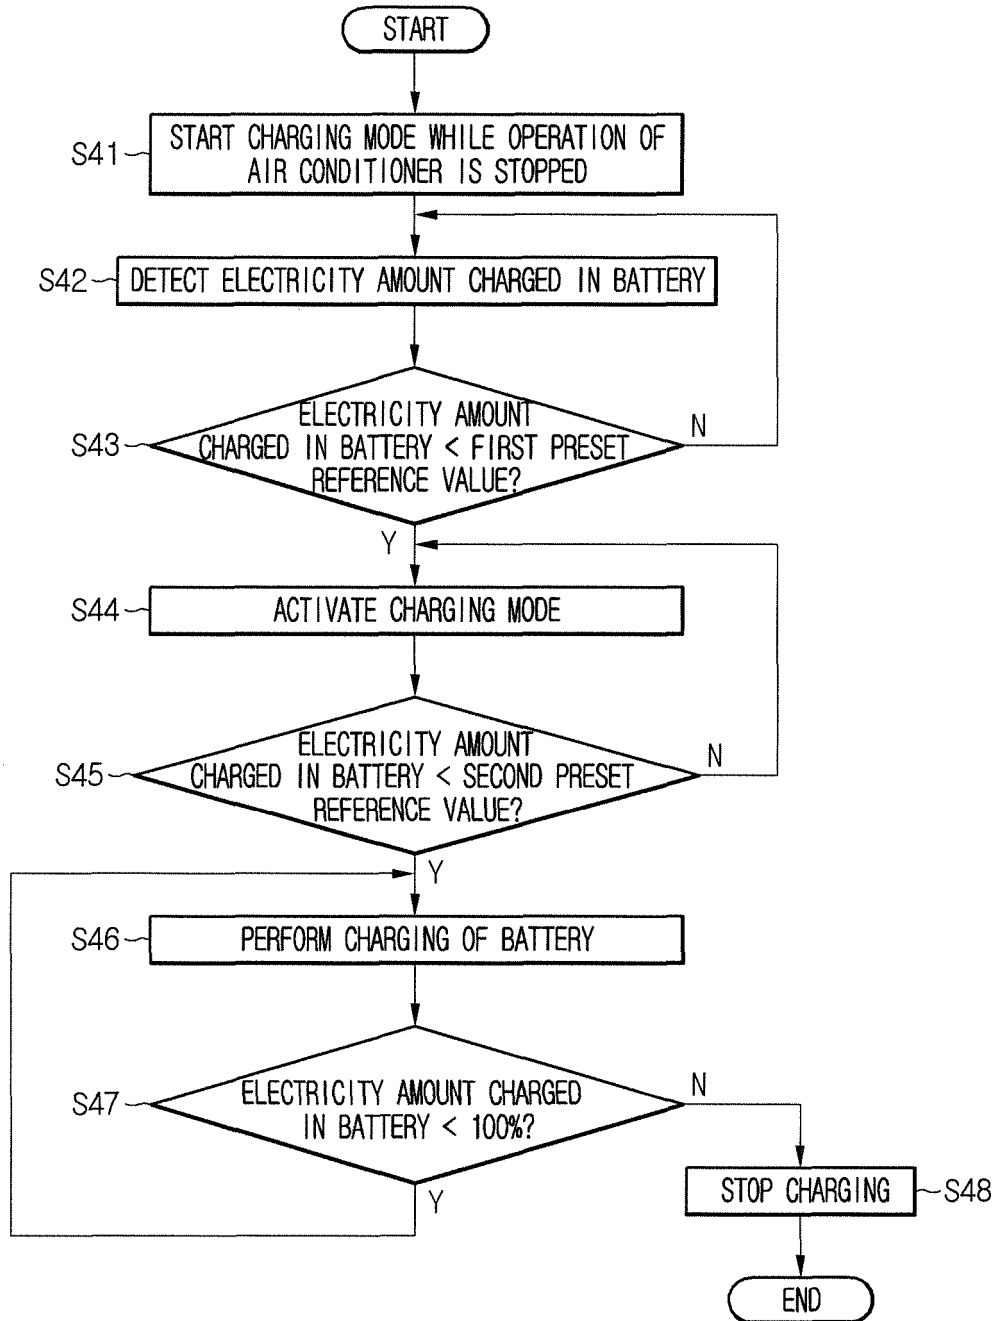 START
S41
START CHARGING MODE WHILE OPERATION OF
AIR CONDITIONER IS STOPPED
S42
DETECT ELECTRICITY AMOUNT CHARGED IN BATTERY
S43
ELECTRICITY AMOUNT
CHARGED IN BATTERY < FIRST PRESET
REFERENCE VALUE?
N
Y
S44
ACTIVATE CHARGING MODE
S45
ELECTRICITY AMOUNT
CHARGED IN BATTERY < SECOND PRESET
REFERENCE VALUE?
N
Y
S46
PERFORM CHARGING OF BATTERY
S47
ELECTRICITY AMOUNT CHARGED
IN BATTERY < 100%?
N
Y
STOP CHARGING
S48
END